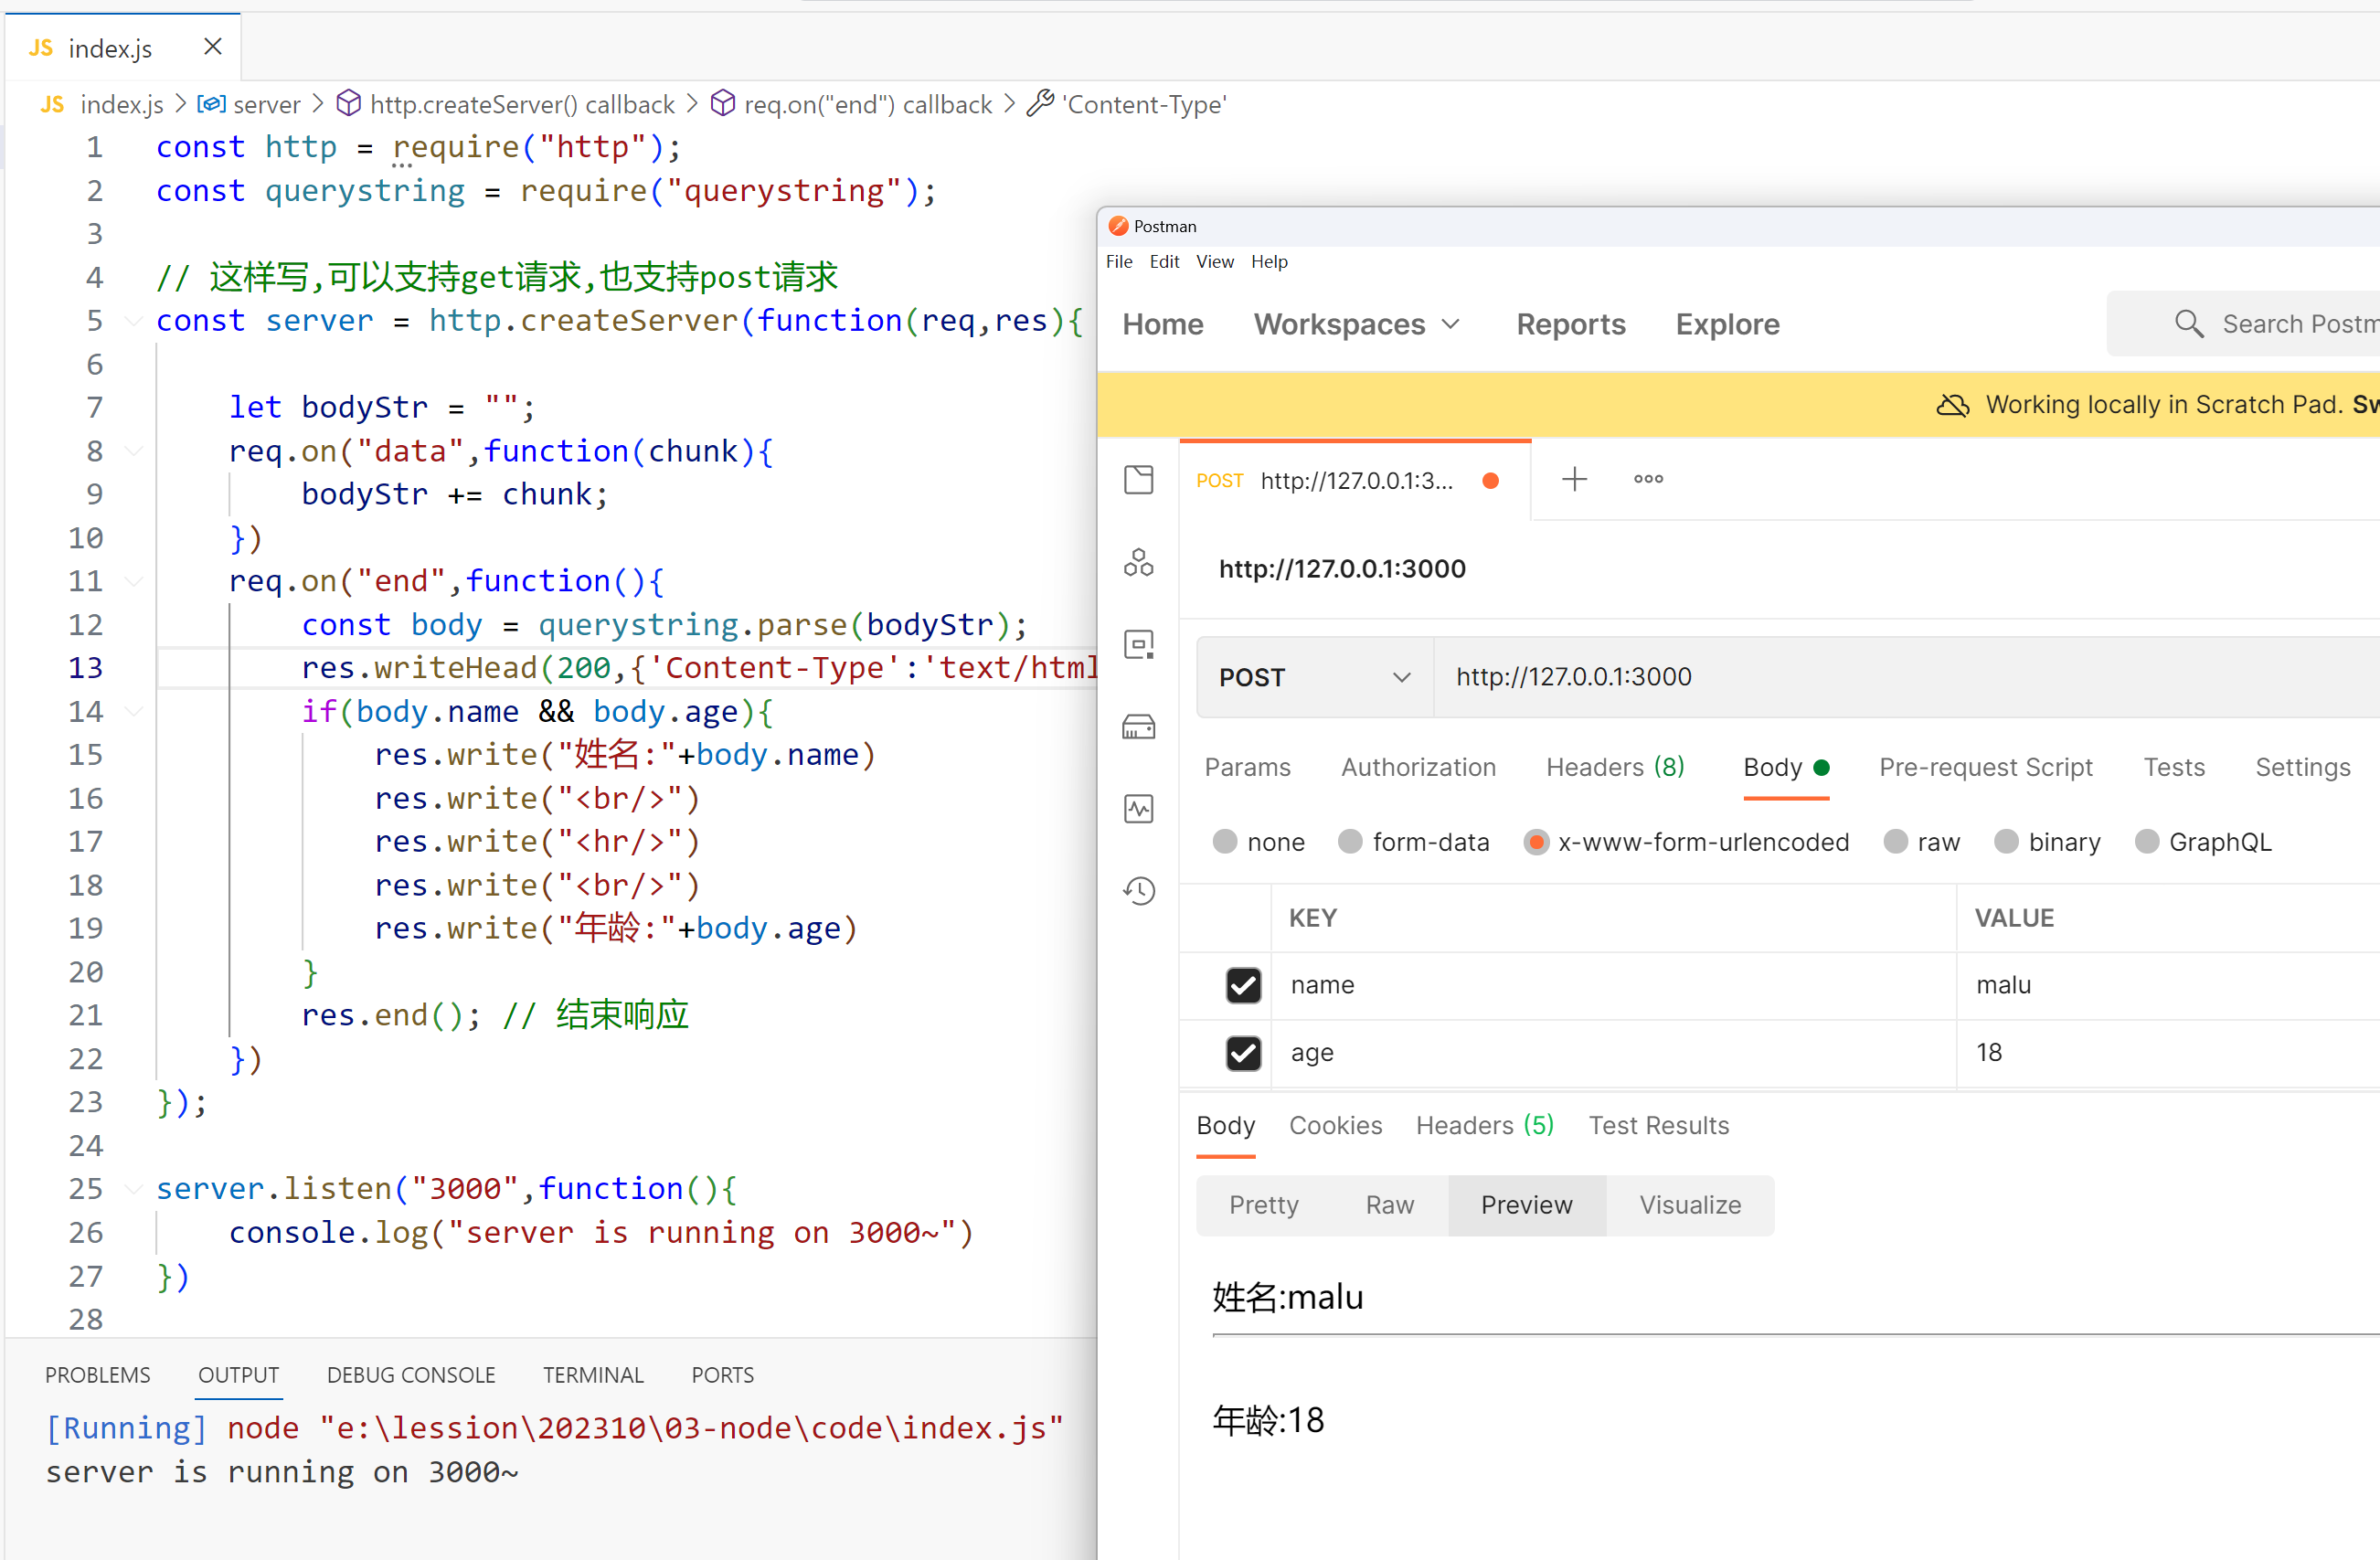 JS index.js
JS index.js > server > http.createServer() callback > req.on("end") callback > 'Content-Type'
1 const http = require("http");
2 const querystring = require("querystring");
3
4 // 这样写,可以支持get请求,也支持post请求
5 const server = http.createServer(function(req,res){
6
7 let bodyStr = "";
8 req.on("data",function(chunk){
9 bodyStr += chunk;
10 })
11 req.on("end",function(){
12 const body = querystring.parse(bodyStr);
13 res.writeHead(200,{'Content-Type':'text/html
14 if(body.name && body.age){
15 res.write("姓名:"+body.name)
16 res.write("<br/>")
17 res.write("<hr/>")
18 res.write("<br/>")
19 res.write("年龄:"+body.age)
20 }
21 res.end(); // 结束响应
22 })
23 });
24
25 server.listen("3000",function(){
26 console.log("server is running on 3000~")
27 })
28
PROBLEMS OUTPUT DEBUG CONSOLE TERMINAL PORTS
[Running] node "e:\lession\202310\03-node\code\index.js"
server is running on 3000~
Postman
File Edit View Help
Home Workspaces Reports Explore Search Postm
Working locally in Scratch Pad. Sw
POST http://127.0.0.1:3...
http://127.0.0.1:3000
POST http://127.0.0.1:3000
Params Authorization Headers (8) Body Pre-request Script Tests Settings
none form-data x-www-form-urlencoded raw binary GraphQL
KEY VALUE
name malu
age 18
Body Cookies Headers (5) Test Results
Pretty Raw Preview Visualize
姓名:malu
年龄:18